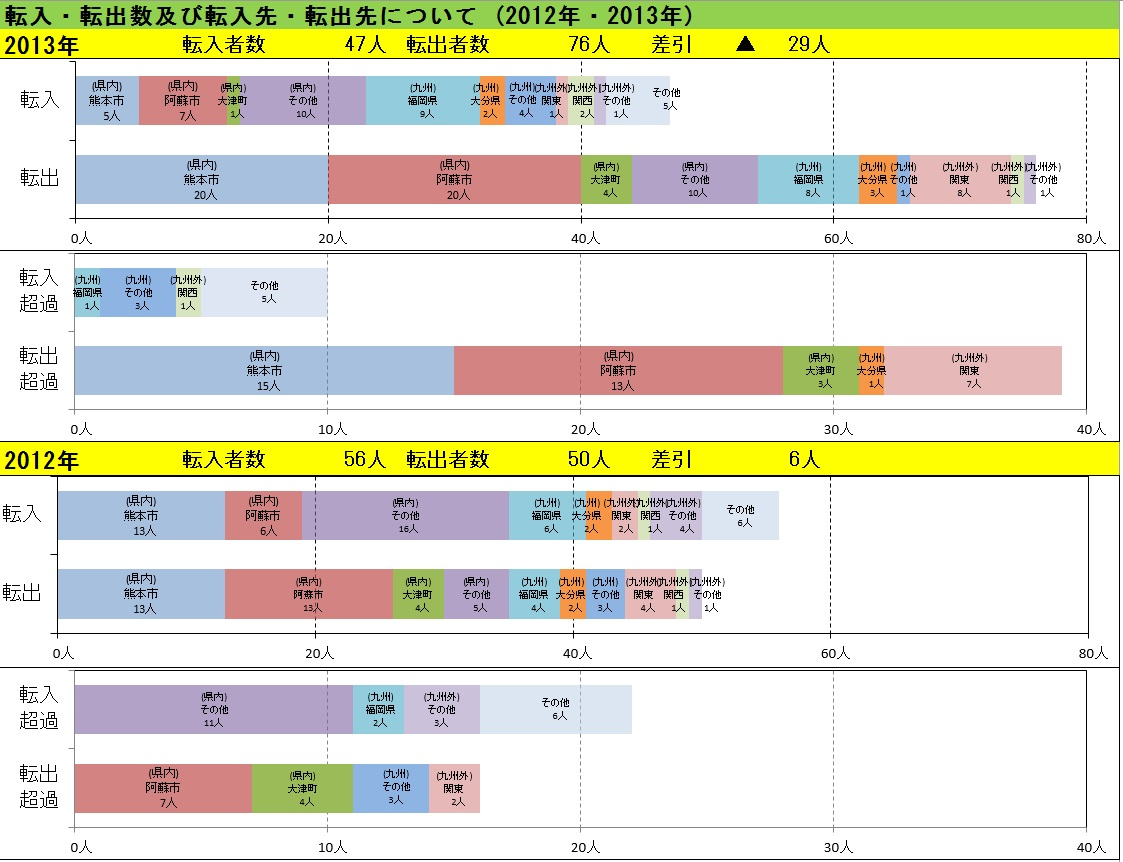 転入・転出数及び転入先・転出先について（2012年・2013年）
2013年 転入者数 47人 転出者数 76人 差引 ▲ 29人
転入
(県内) 熊本市 5人
(県内) 阿蘇市 7人
(県内) 大津町 1人
(県内) その他 10人
(九州) 福岡県 9人
(九州) 大分県 2人
(九州) その他 4人
(九州外) 関東 1人
(九州外) 関西 2人
(九州外) その他 1人
その他 5人
転出
(県内) 熊本市 20人
(県内) 阿蘇市 20人
(県内) 大津町 4人
(県内) その他 10人
(九州) 福岡県 8人
(九州) 大分県 3人
(九州) その他 1人
(九州外) 関東 8人
(九州外) 関西 1人
(九州外) その他 1人
0人 20人 40人 60人 80人
転入超過
(九州) 福岡県 1人
(九州) その他 3人
(九州外) 関西 1人
その他 5人
転出超過
(県内) 熊本市 15人
(県内) 阿蘇市 13人
(県内) 大津町 3人
(九州) 大分県 1人
(九州外) 関東 7人
0人 10人 20人 30人 40人
2012年 転入者数 56人 転出者数 50人 差引 6人
転入
(県内) 熊本市 13人
(県内) 阿蘇市 6人
(県内) その他 16人
(九州) 福岡県 6人
(九州) 大分県 2人
(九州外) 関東 2人
(九州外) 関西 1人
(九州外) その他 4人
その他 6人
転出
(県内) 熊本市 13人
(県内) 阿蘇市 13人
(県内) 大津町 4人
(県内) その他 5人
(九州) 福岡県 4人
(九州) 大分県 2人
(九州) その他 3人
(九州外) 関東 4人
(九州外) 関西 1人
(九州外) その他 1人
0人 20人 40人 60人 80人
転入超過
(県内) その他 11人
(九州) 福岡県 2人
(九州外) その他 3人
その他 6人
転出超過
(県内) 阿蘇市 7人
(県内) 大津町 4人
(九州) その他 3人
(九州外) 関東 2人
0人 10人 20人 30人 40人